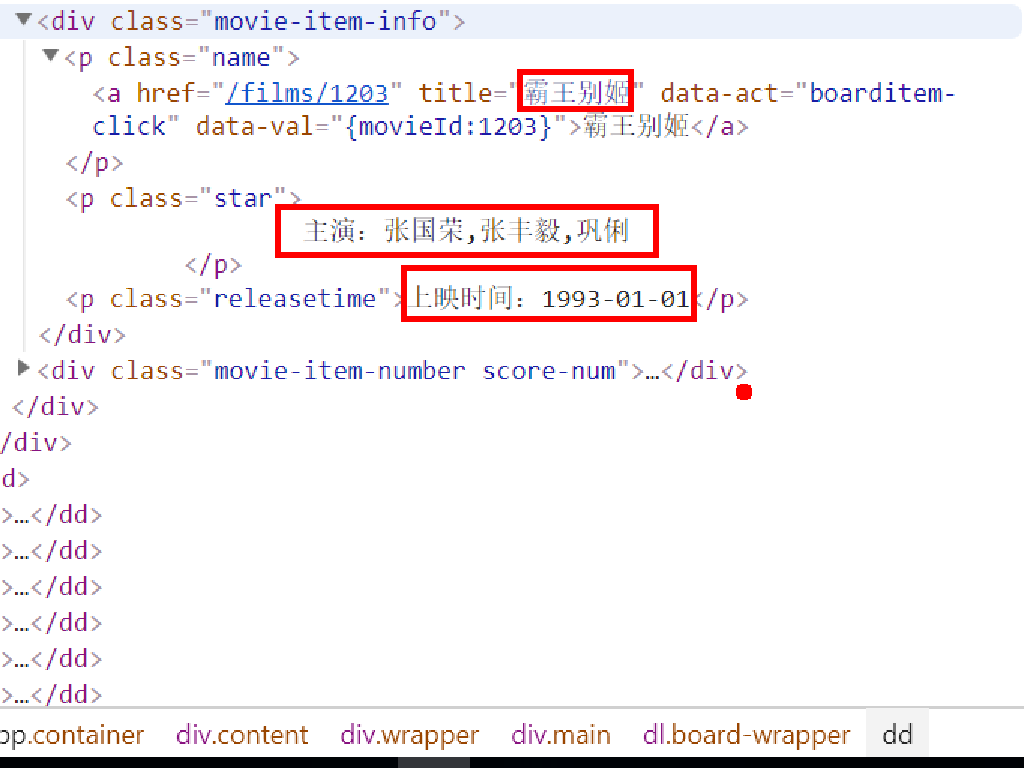 ▼<div class="movie-item-info">
▼<p class="name">
<a href="/films/1203" title="霸王别姬" data-act="boarditem-
click" data-val="{movieId:1203}">霸王别姬</a>
</p>
<p class="star">
主演：张国荣,张丰毅,巩俐
</p>
<p class="releasetime">上映时间：1993-01-01</p>
</div>
▶<div class="movie-item-number score-num">…</div>
</div>
/div>
d>
>…</dd>
>…</dd>
>…</dd>
>…</dd>
>…</dd>
>…</dd>
pp.container div.content div.wrapper div.main dl.board-wrapper dd